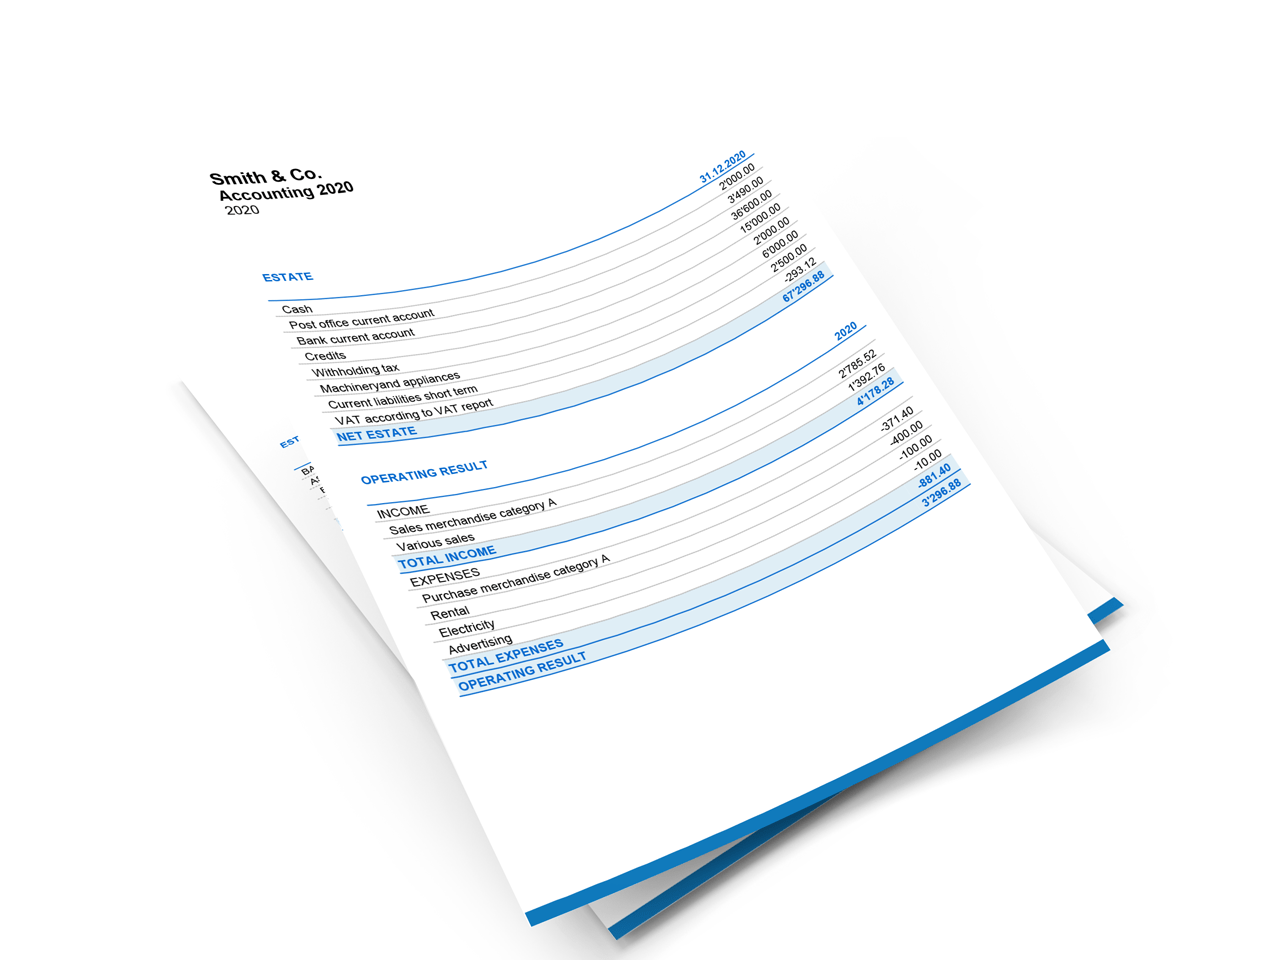 Smith & Co.
Accounting 2020
2020
31.12.2020
ESTATE
Cash 2'000.00
Post office current account 3'490.00
Bank current account 36'600.00
Credits 15'000.00
Withholding tax 2'000.00
Machineryand appliances 6'000.00
Current liabilities short term 2'500.00
VAT according to VAT report -293.12
NET ESTATE 67'296.88
OPERATING RESULT 2020
INCOME
Sales merchandise category A 2'785.52
Various sales 1'392.76
TOTAL INCOME 4'178.28
EXPENSES
Purchase merchandise category A -371.40
Rental -400.00
Electricity -100.00
Advertising -10.00
TOTAL EXPENSES -881.40
OPERATING RESULT 3'296.88
EST